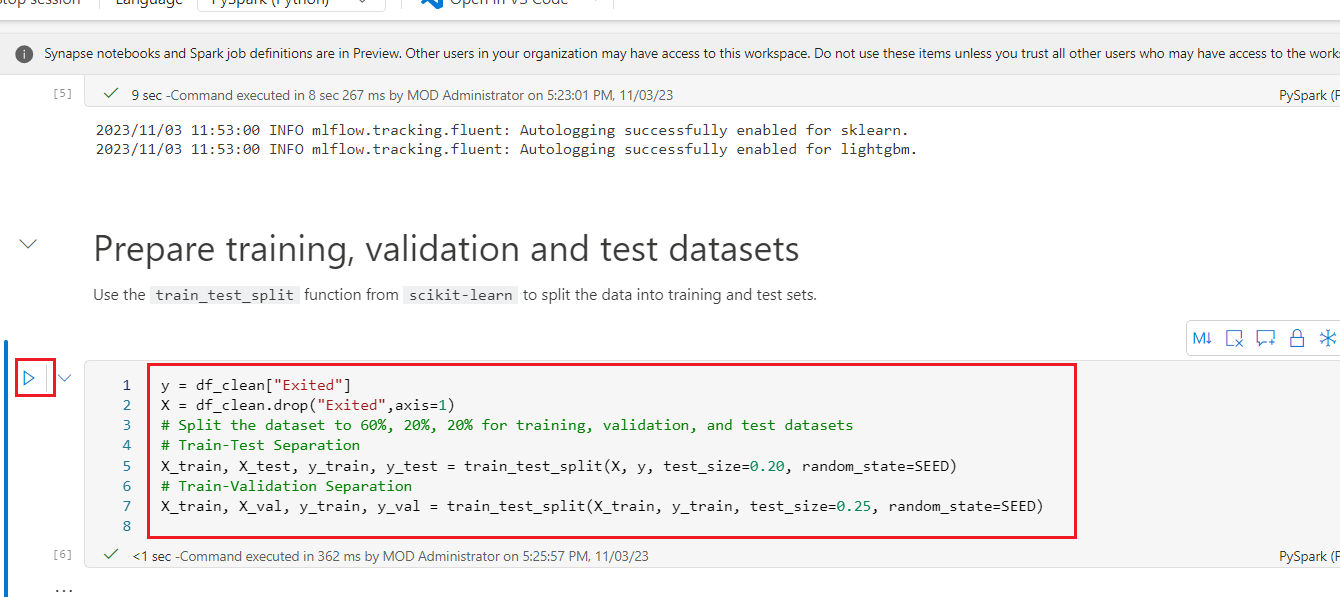 Stop session Language PySpark (Python) Open in VS Code
Synapse notebooks and Spark job definitions are in Preview. Other users in your organization may have access to this workspace. Do not use these items unless you trust all other users who may have access to the works
[5] 9 sec -Command executed in 8 sec 267 ms by MOD Administrator on 5:23:01 PM, 11/03/23 PySpark (P
2023/11/03 11:53:00 INFO mlflow.tracking.fluent: Autologging successfully enabled for sklearn.
2023/11/03 11:53:00 INFO mlflow.tracking.fluent: Autologging successfully enabled for lightgbm.
Prepare training, validation and test datasets
Use the train_test_split function from scikit-learn to split the data into training and test sets.
M↓
1 y = df_clean["Exited"]
2 X = df_clean.drop("Exited",axis=1)
3 # Split the dataset to 60%, 20%, 20% for training, validation, and test datasets
4 # Train-Test Separation
5 X_train, X_test, y_train, y_test = train_test_split(X, y, test_size=0.20, random_state=SEED)
6 # Train-Validation Separation
7 X_train, X_val, y_train, y_val = train_test_split(X_train, y_train, test_size=0.25, random_state=SEED)
8
[6] <1 sec -Command executed in 362 ms by MOD Administrator on 5:25:57 PM, 11/03/23 PySpark (P
...